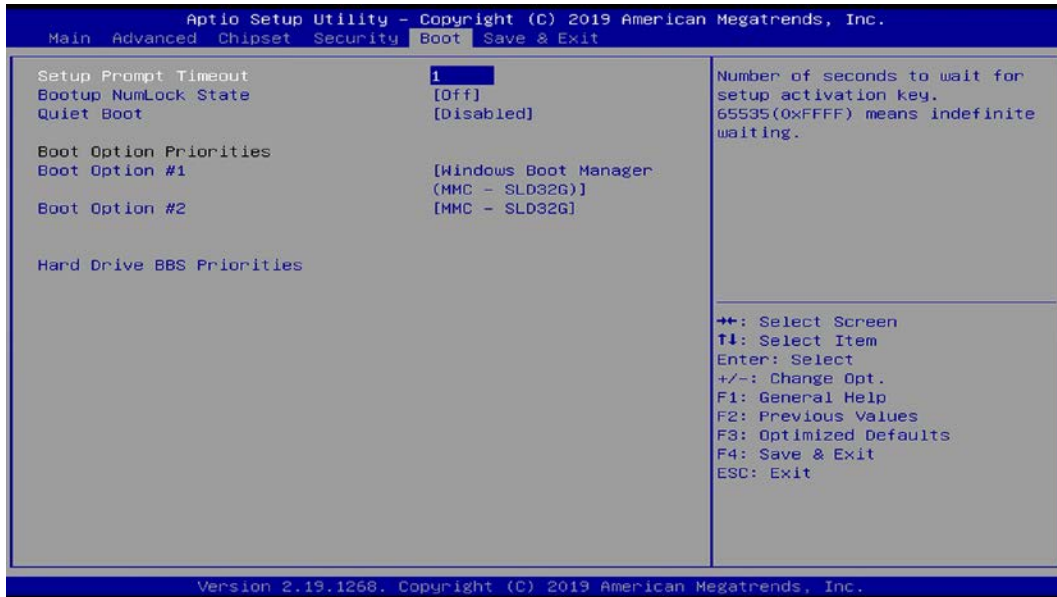 Aptio Setup Utility – Copyright (C) 2019 American Megatrends, Inc.
Main Advanced Chipset Security Boot Save & Exit
Setup Prompt Timeout 1
Bootup NumLock State [Off]
Quiet Boot [Disabled]
Boot Option Priorities
Boot Option #1 [Windows Boot Manager
(MMC – SLD32G)]
Boot Option #2 [MMC – SLD32G]
Hard Drive BBS Priorities
Number of seconds to wait for
setup activation key.
65535(0xFFFF) means indefinite
waiting.
→←: Select Screen
↑↓: Select Item
Enter: Select
+/-: Change Opt.
F1: General Help
F2: Previous Values
F3: Optimized Defaults
F4: Save & Exit
ESC: Exit
Version 2.19.1268. Copyright (C) 2019 American Megatrends, Inc.